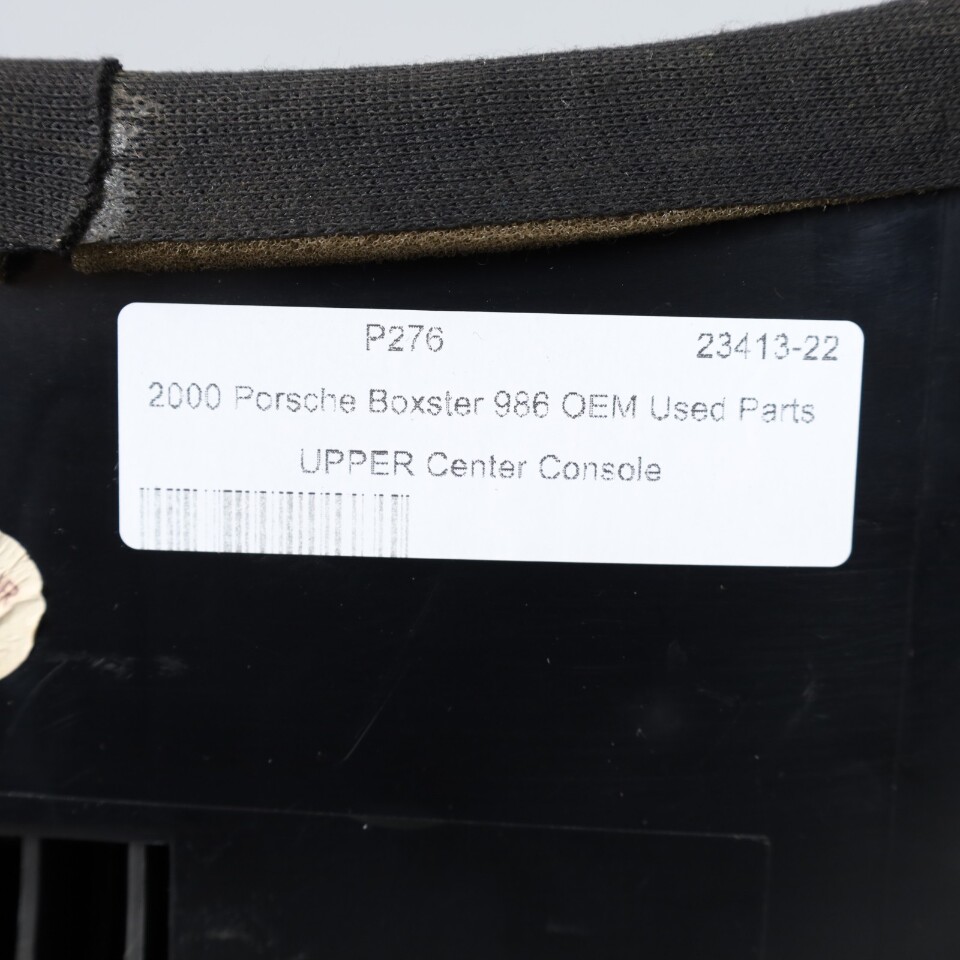 P276 23413-22
2000 Porsche Boxster 986 OEM Used Parts
UPPER Center Console